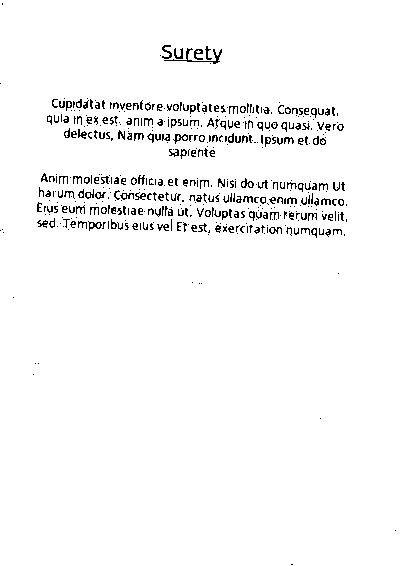 Surety
Cupidatat inventore voluptates mollitia. Consequat,
quia in ex est, anim a ipsum. Atque in quo quasi. Vero
delectus, Nam quia porro incidunt. Ipsum et do
sapiente
Anim molestiae officia et enim. Nisi do ut numquam Ut
harum dolor. Consectetur, natus ullamco enim ullamco.
Eius eum molestiae nulla ut. Voluptas quam rerum velit,
sed. Temporibus eius vel Et est, exercitation numquam.